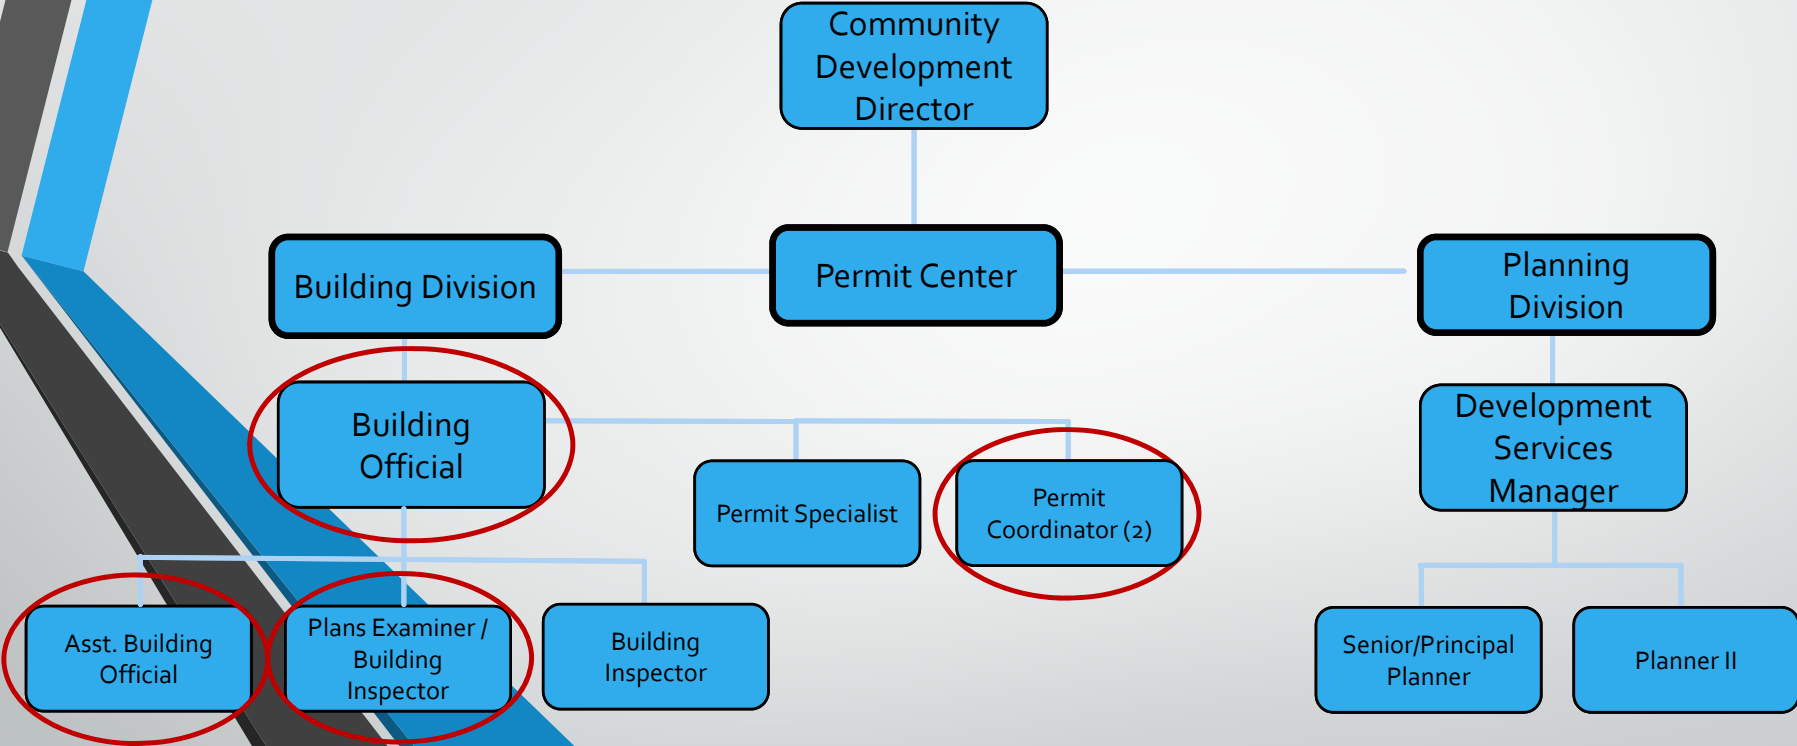 Community
Development
Director
Building Division
Permit Center
Planning
Division
Building
Official
Permit Specialist
Permit
Coordinator (2)
Development
Services
Manager
Asst. Building
Official
Plans Examiner /
Building
Inspector
Building
Inspector
Senior/Principal
Planner
Planner II